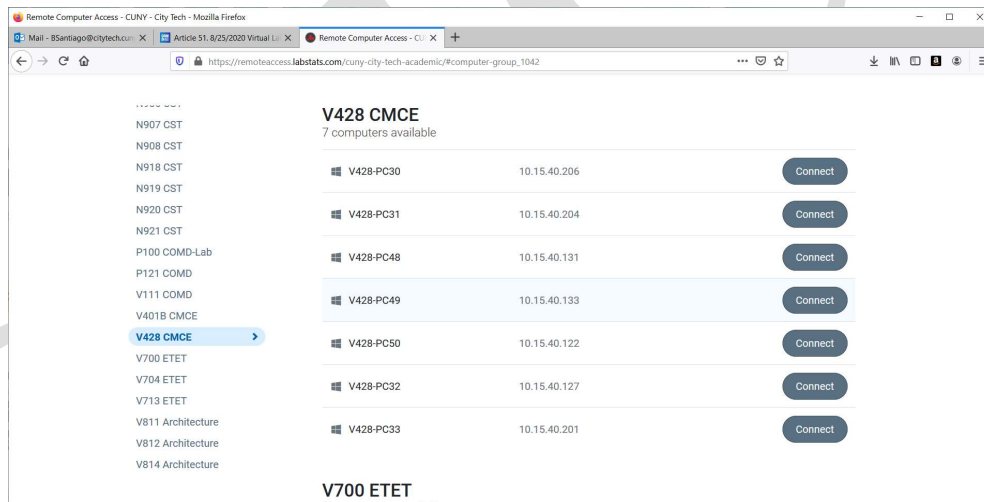 Remote Computer Access - CUNY - City Tech - Mozilla Firefox
Mail - BSantiago@citytech.cun
Article 51. 8/25/2020 Virtual La
Remote Computer Access - CU
https://remoteaccess.labstats.com/cuny-city-tech-academic/#computer-group_1042
N907 CST
N908 CST
N918 CST
N919 CST
N920 CST
N921 CST
P100 COMD-Lab
P121 COMD
V111 COMD
V401B CMCE
V428 CMCE
V700 ETET
V704 ETET
V713 ETET
V811 Architecture
V812 Architecture
V814 Architecture
V428 CMCE
7 computers available
V428-PC30 10.15.40.206 Connect
V428-PC31 10.15.40.204 Connect
V428-PC48 10.15.40.131 Connect
V428-PC49 10.15.40.133 Connect
V428-PC50 10.15.40.122 Connect
V428-PC32 10.15.40.127 Connect
V428-PC33 10.15.40.201 Connect
V700 ETET